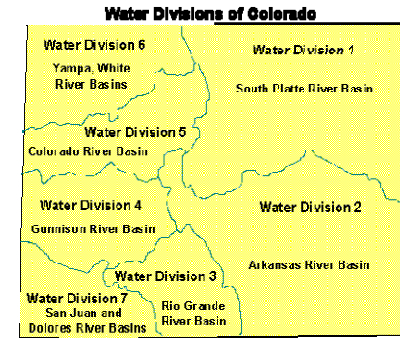 Water Divisions of Colorado
Water Division 6
Yampa, White
River Basins
Water Division 1
South Platte River Basin
Water Division 5
Colorado River Basin
Water Division 4
Gunnison River Basin
Water Division 2
Arkansas River Basin
Water Division 3
Rio Grande
River Basin
Water Division 7
San Juan and
Dolores River Basins